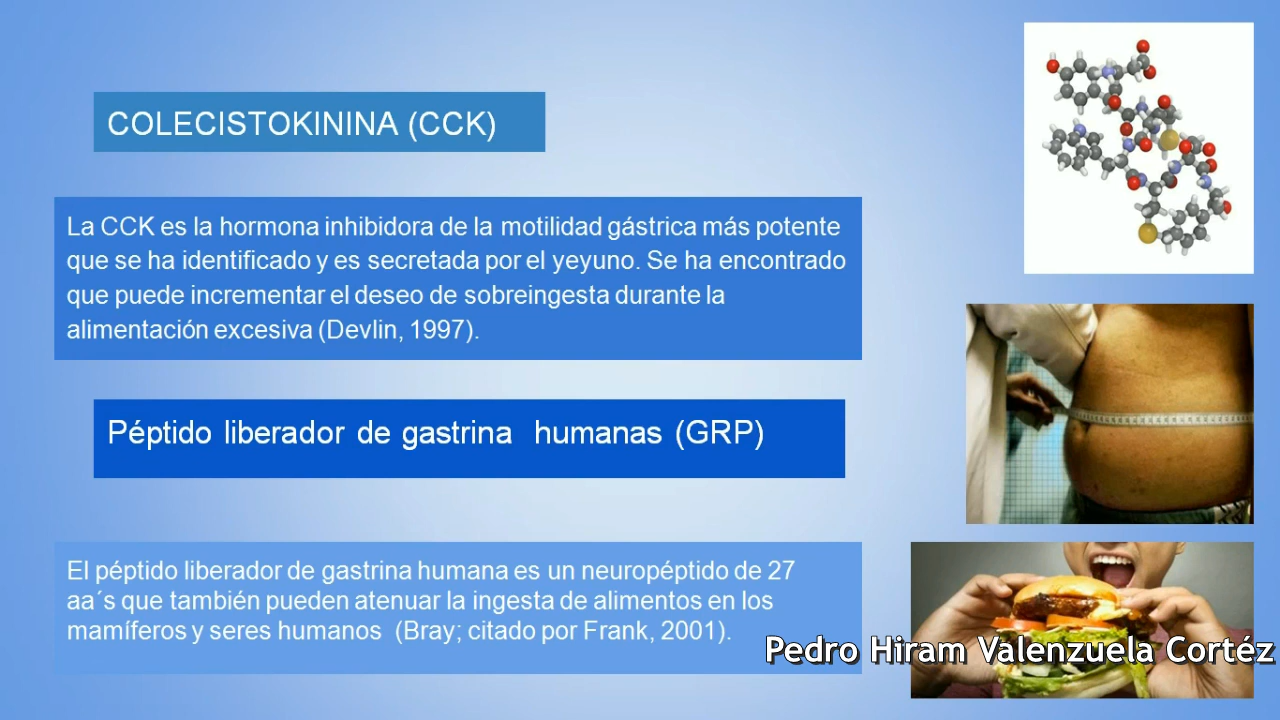 COLECISTOKININA (CCK)
La CCK es la hormona inhibidora de la motilidad gástrica más potente
que se ha identificado y es secretada por el yeyuno. Se ha encontrado
que puede incrementar el deseo de sobreingesta durante la
alimentación excesiva (Devlin, 1997).
Péptido liberador de gastrina humanas (GRP)
El péptido liberador de gastrina humana es un neuropéptido de 27
aa´s que también pueden atenuar la ingesta de alimentos en los
mamíferos y seres humanos (Bray; citado por Frank, 2001).
Pedro Hiram Valenzuela Cortéz